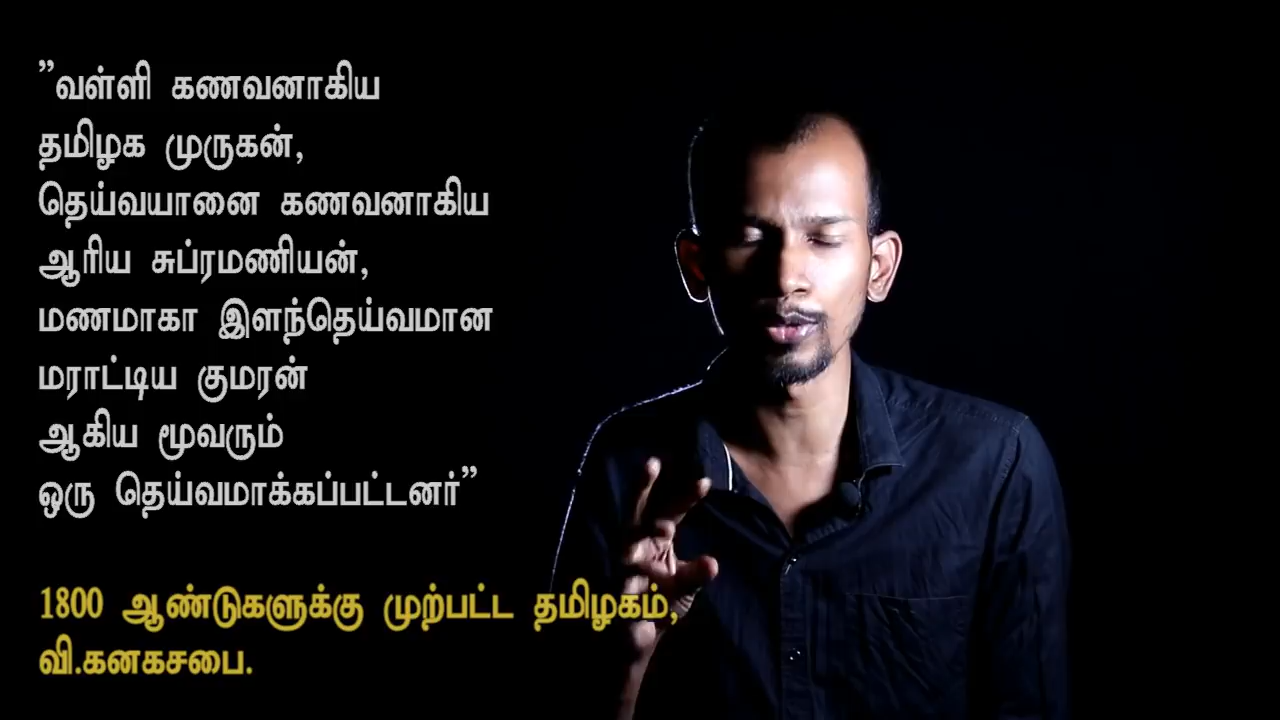 ”வள்ளி கணவனாகிய
தமிழக முருகன்,
தெய்வயானை கணவனாகிய
ஆரிய சுப்ரமணியன்,
மணமாகா இளந்தெய்வமான
மராட்டிய குமரன்
ஆகிய மூவரும்
ஒரு தெய்வமாக்கப்பட்டனர்”
1800 ஆண்டுகளுக்கு முற்பட்ட தமிழகம்,
வி.கனகசபை.